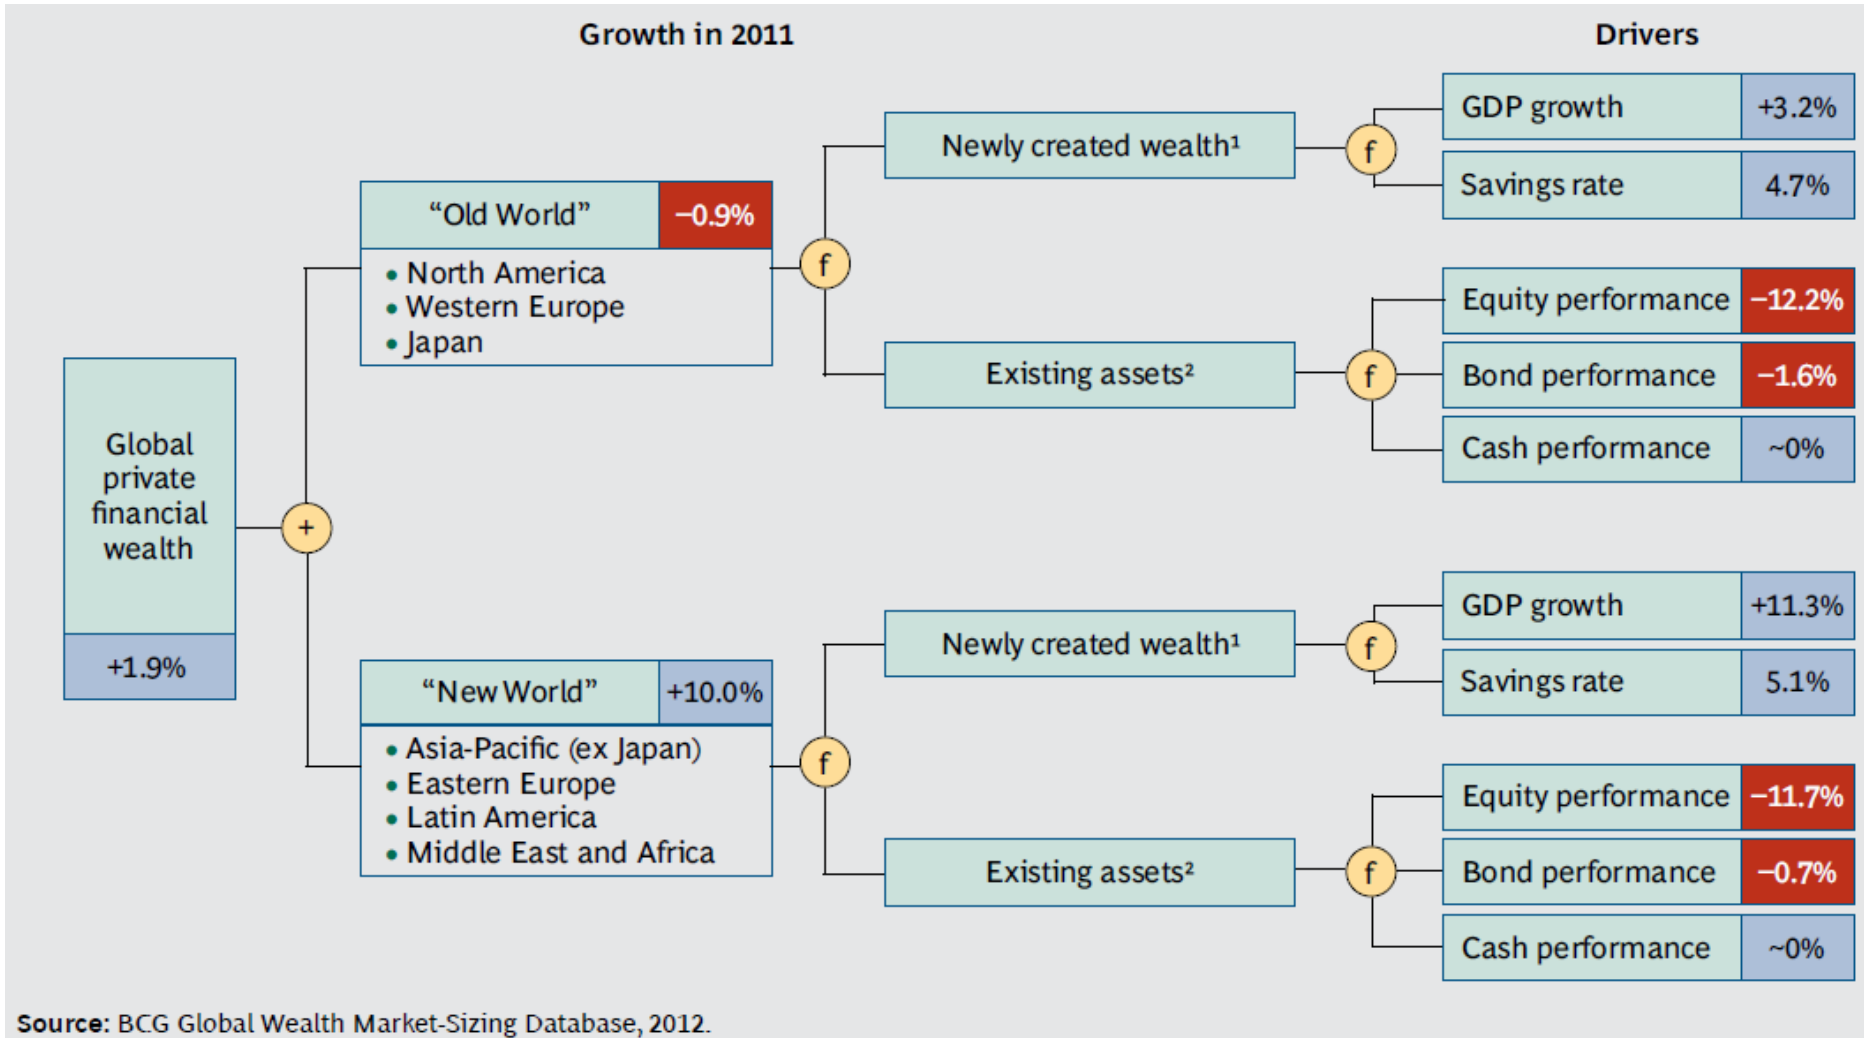 Growth in 2011
Drivers
Global
private
financial
wealth
+1.9%
+
“Old World”
−0.9%
• North America
• Western Europe
• Japan
f
Newly created wealth¹
f
GDP growth
+3.2%
Savings rate
4.7%
Existing assets²
f
Equity performance
−12.2%
Bond performance
−1.6%
Cash performance
~0%
“New World”
+10.0%
• Asia-Pacific (ex Japan)
• Eastern Europe
• Latin America
• Middle East and Africa
f
Newly created wealth¹
f
GDP growth
+11.3%
Savings rate
5.1%
Existing assets²
f
Equity performance
−11.7%
Bond performance
−0.7%
Cash performance
~0%
Source: BCG Global Wealth Market-Sizing Database, 2012.